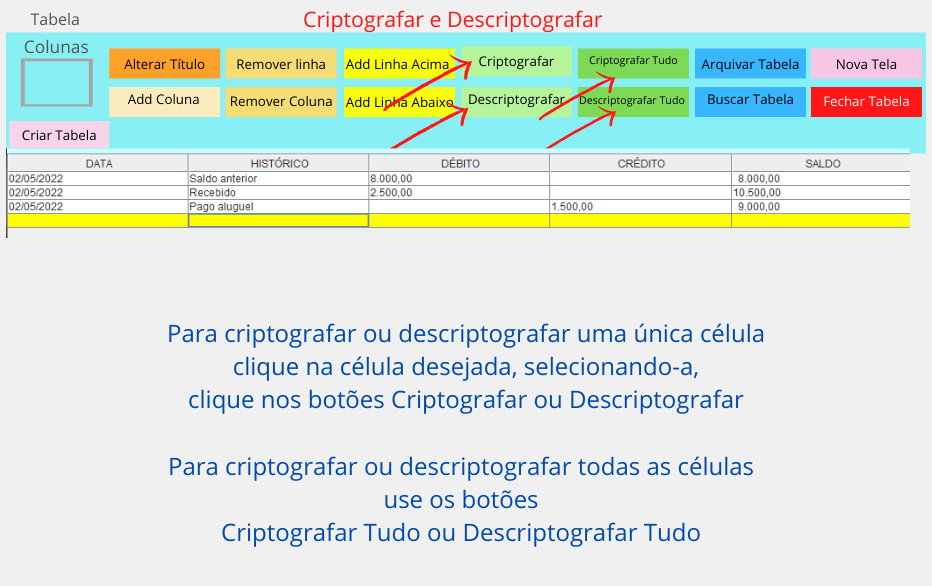 Tabela
Criptografar e Descriptografar
Colunas
Alterar Título Remover linha Add Linha Acima Criptografar Criptografar Tudo Arquivar Tabela Nova Tela
Add Coluna Remover Coluna Add Linha Abaixo Descriptografar Descriptografar Tudo Buscar Tabela Fechar Tabela
Criar Tabela
DATA HISTÓRICO DÉBITO CRÉDITO SALDO
02/05/2022 Saldo anterior 8.000,00 8.000,00
02/05/2022 Recebido 2.500,00 10.500,00
02/05/2022 Pago aluguel 1.500,00 9.000,00
Para criptografar ou descriptografar uma única célula
clique na célula desejada, selecionando-a,
clique nos botões Criptografar ou Descriptografar
Para criptografar ou descriptografar todas as células
use os botões
Criptografar Tudo ou Descriptografar Tudo